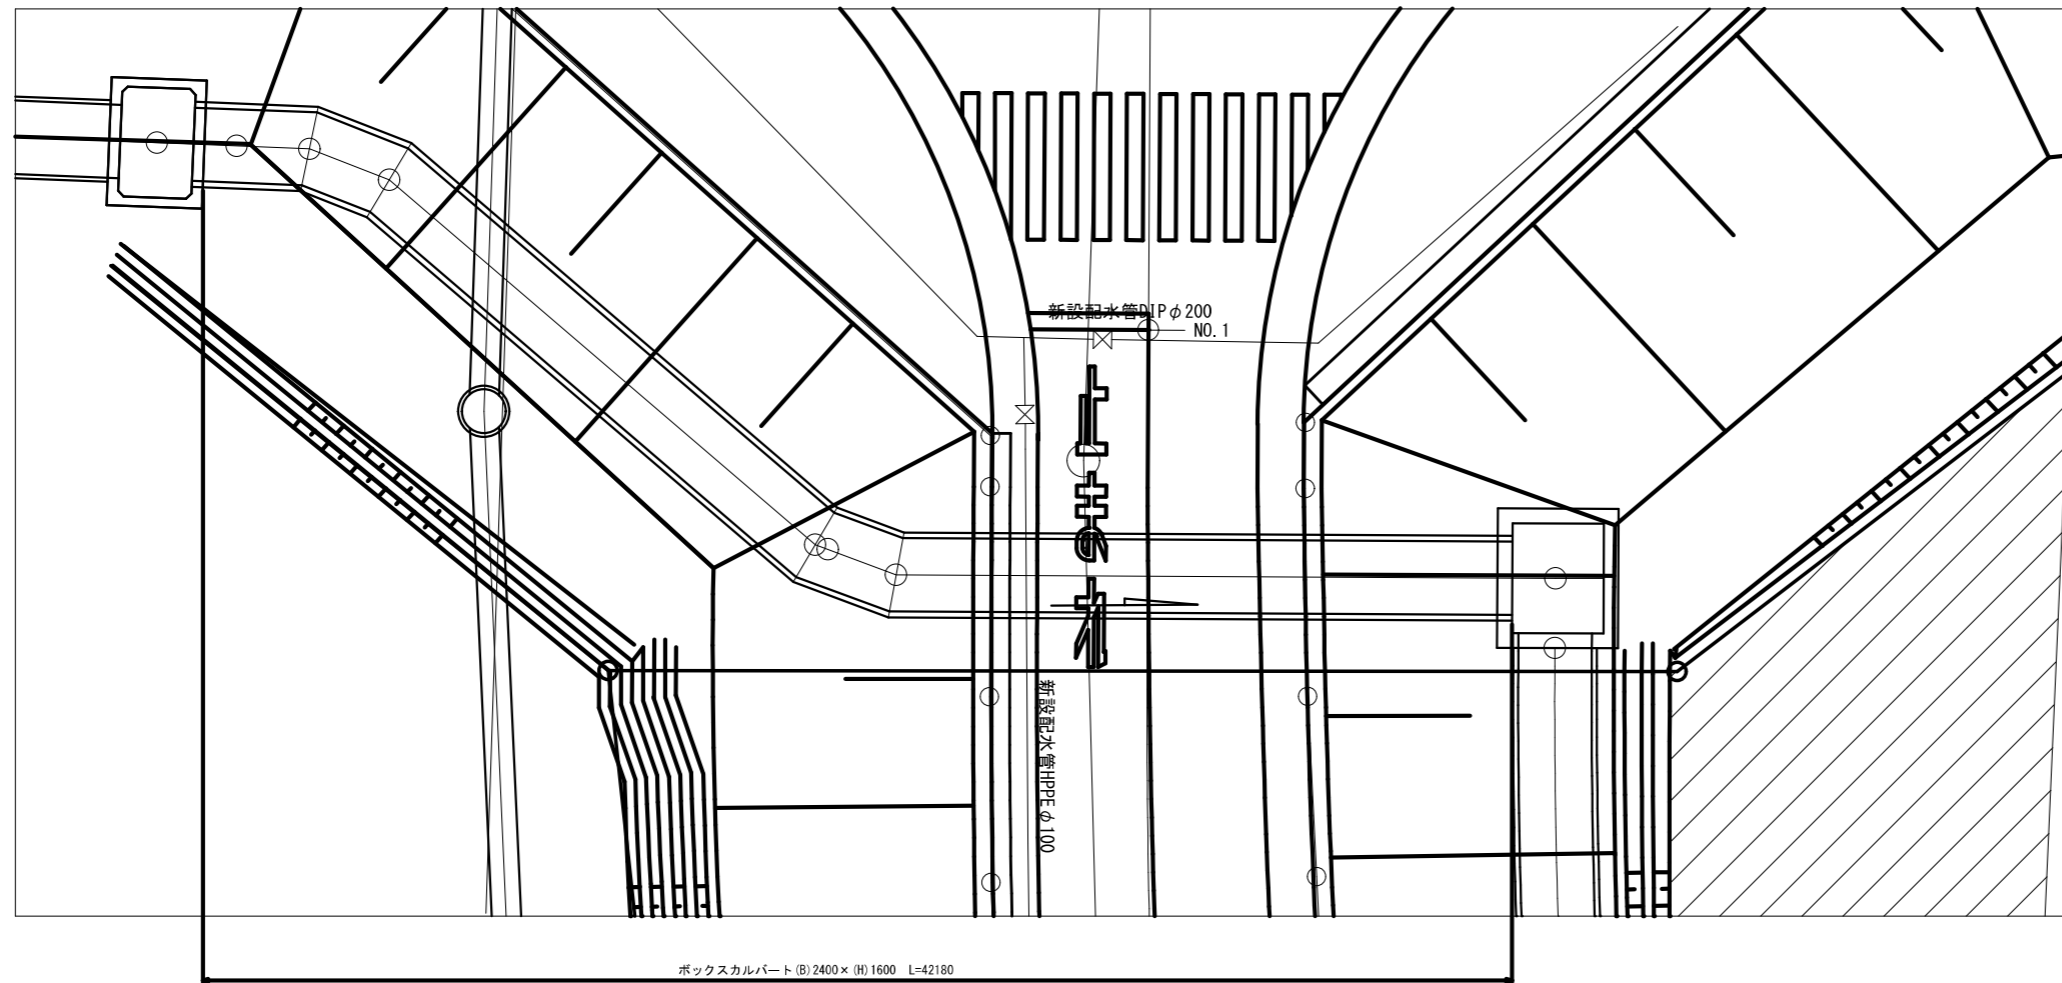 新設配水管DIPφ200
NO.1
止まれ
新設配水管HPPEφ100
ボックスカルバート(B)2400×(H)1600 L=42180